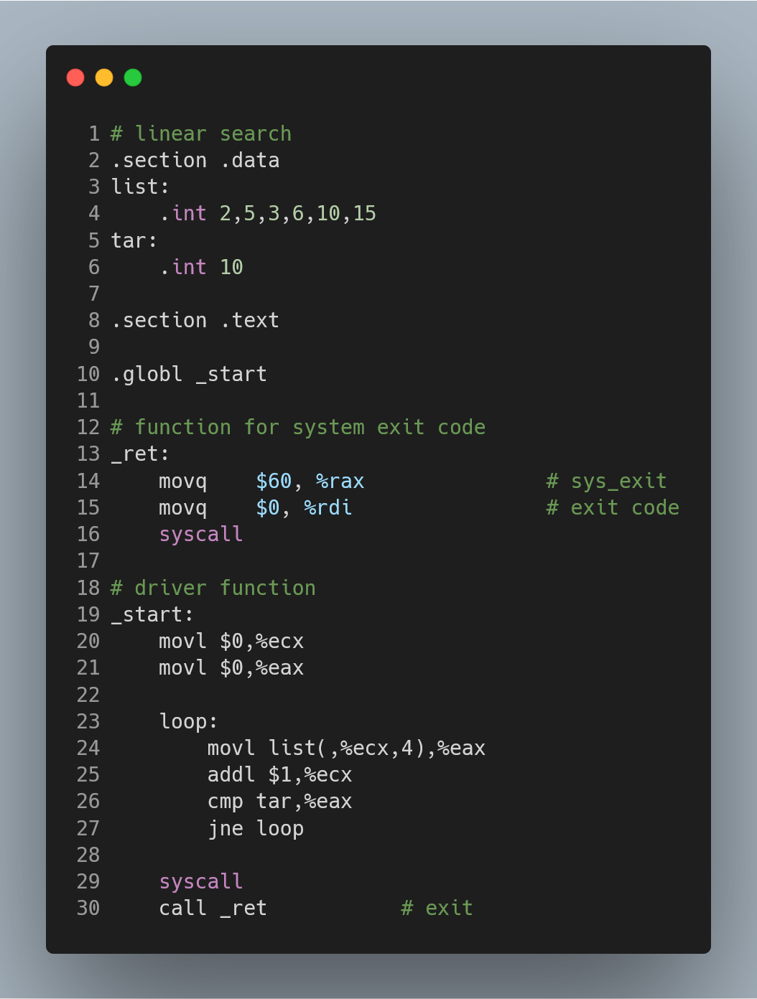 1 # linear search
2 .section .data
3 list:
4     .int 2,5,3,6,10,15
5 tar:
6     .int 10
7
8 .section .text
9
10 .globl _start
11
12 # function for system exit code
13 _ret:
14     movq    $60, %rax               # sys_exit
15     movq    $0, %rdi                # exit code
16     syscall
17
18 # driver function
19 _start:
20     movl $0,%ecx
21     movl $0,%eax
22
23     loop:
24         movl list(,%ecx,4),%eax
25         addl $1,%ecx
26         cmp tar,%eax
27         jne loop
28
29     syscall
30     call _ret           # exit